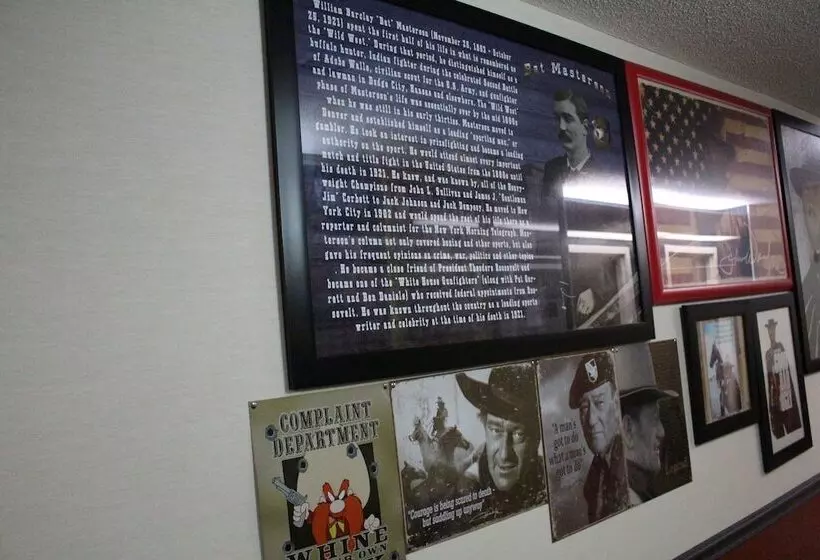 William Barclay "Bat" Masterson (November 26, 1853 - October
25, 1921) spent the first half of his life in what is remembered as
the "Wild West." During that period, he distinguished himself as a
buffalo hunter, Indian fighter during the celebrated Second Battle
of Adobe Walls, civilian scout for the U.S. Army, and gunfighter
and lawman in Dodge City, Kansas and elsewhere. The "Wild West"
phase of Masterson's life was essentially over by the mid 1880s
when he was still in his early thirties. Masterson moved to
Denver and established himself as a leading "sporting man," or
gambler. He took an interest in prizefighting and became a leading
authority on the sport. He would attend almost every important
match and title fight in the United States from the 1880s until
his death in 1921. He knew, and was known by, all of the Heavy-
weight Champions from John L. Sullivan and James J. "Gentleman
Jim" Corbett to Jack Johnson and Jack Dempsey. He moved to New
York City in 1902 and would spend the rest of his life there as a
reporter and columnist for the New York Morning Telegraph. Mas-
terson's column not only covered boxing and other sports, but also
gave his frequent opinions on crime, war, politics and other topics
. He became a close friend of President Theodore Roosevelt and
became one of the "White House Gunfighters" (along with Pat Gar-
rett and Ben Daniels) who received federal appointments from Roo-
sevelt. He was known throughout the country as a leading sports
writer and celebrity at the time of his death in 1921.
Bat Masterson
COMPLAINT
DEPARTMENT
WHINE
OWN
"Courage is being scared to death -
but saddling up anyway"
"A man's
got to do
what a man's
got to do"